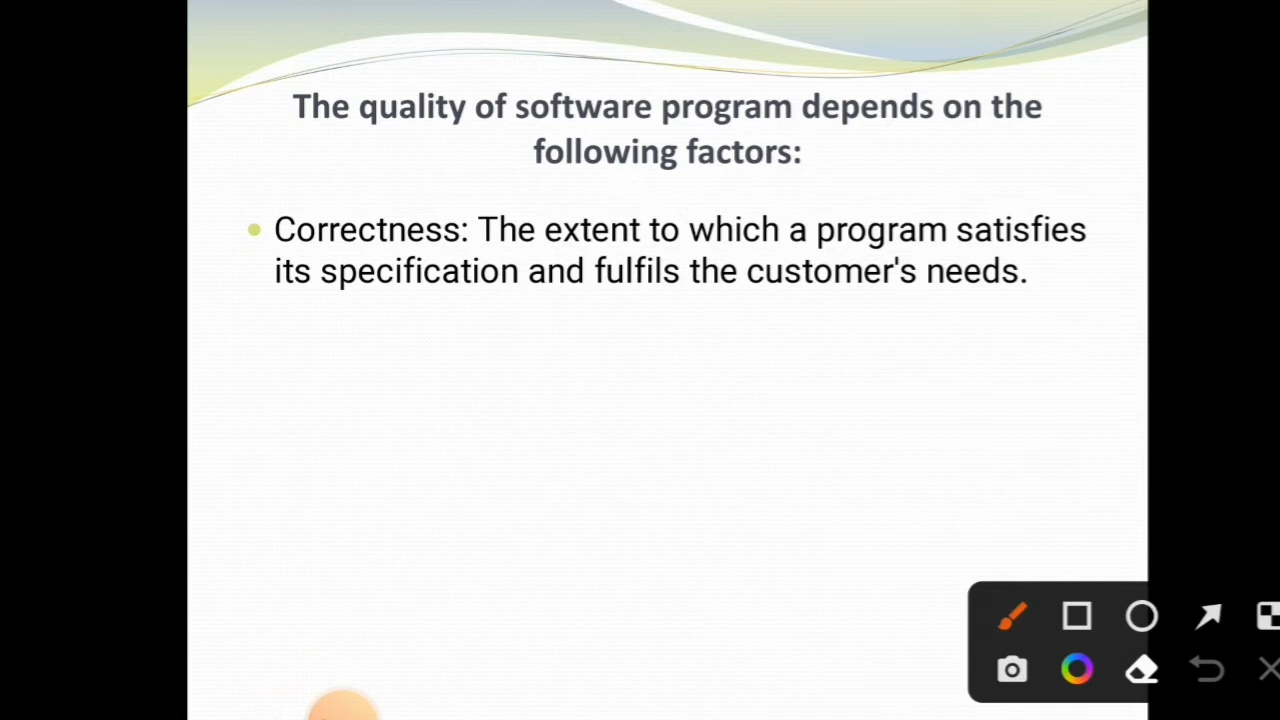 The quality of software program depends on the
following factors:
Correctness: The extent to which a program satisfies
its specification and fulfils the customer's needs.